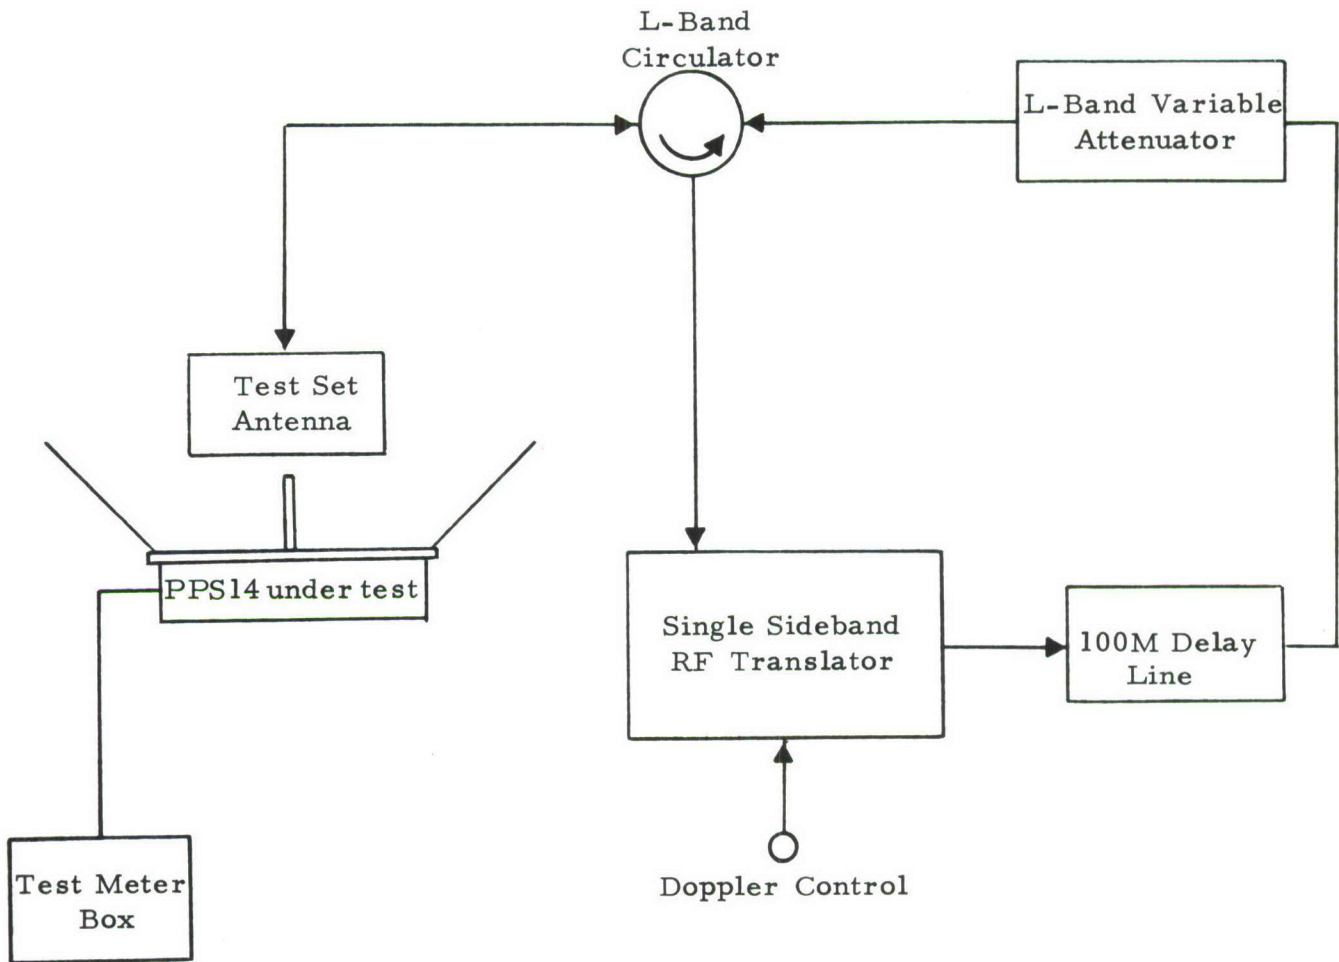 L-Band
Circulator
L-Band Variable
Attenuator
Test Set
Antenna
PPS14 under test
Single Sideband
RF Translator
100M Delay
Line
Doppler Control
Test Meter
Box